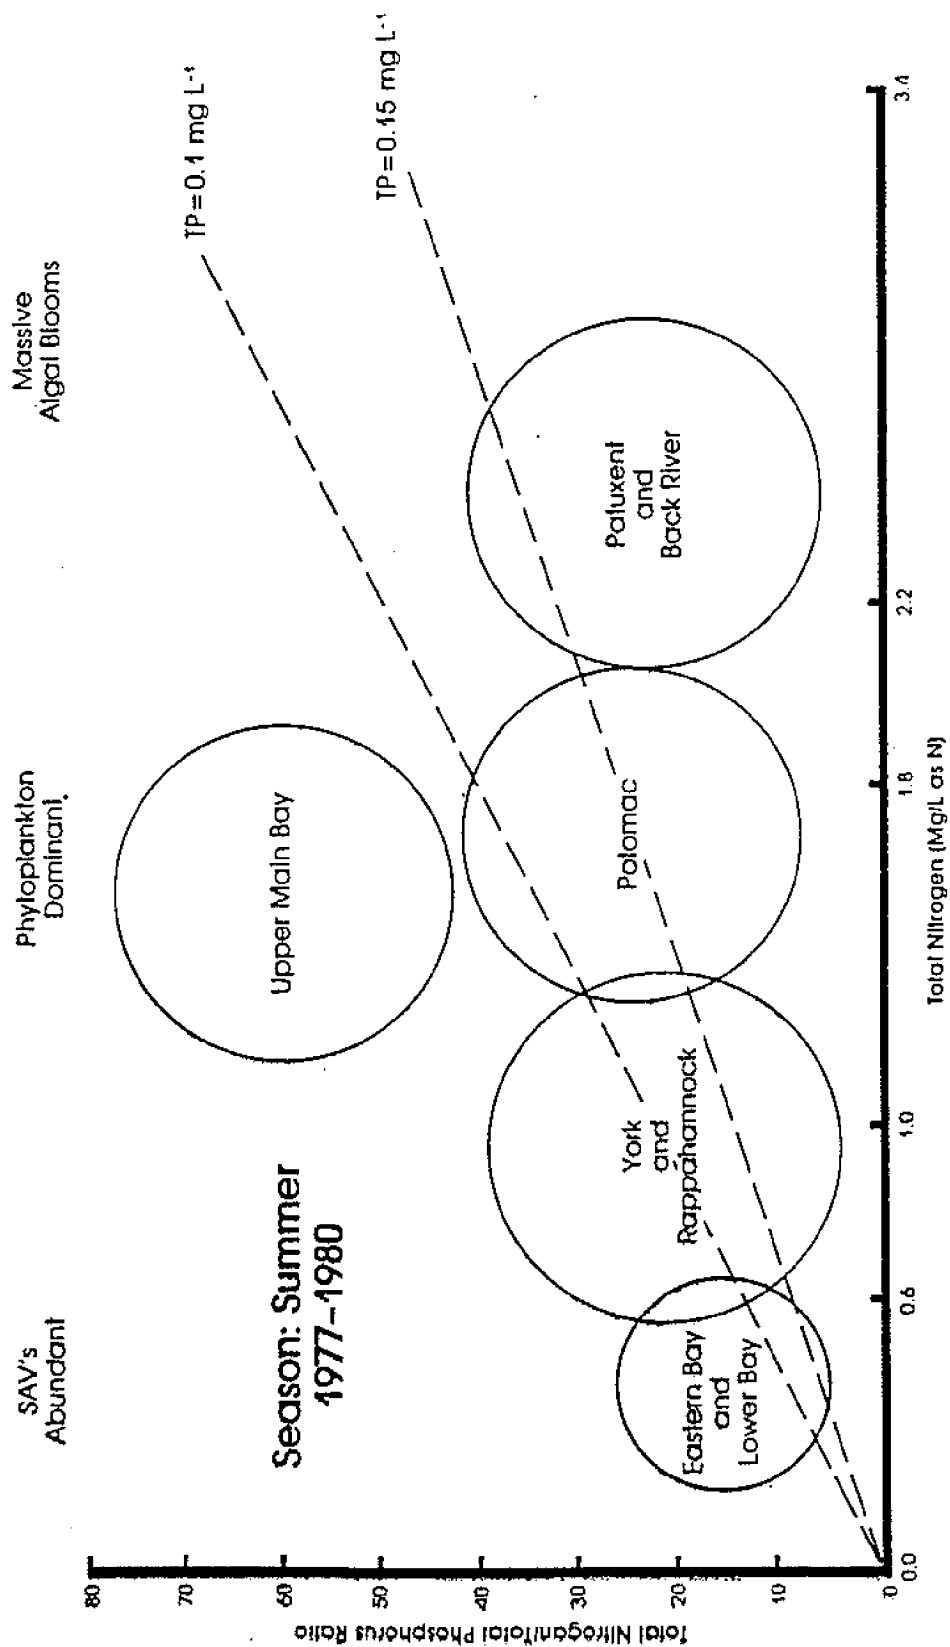 SAV's
Abundant
Phytoplankton
Dominant
Massive
Algal Blooms
Season: Summer
1977–1980
TP=0.1 mg L⁻¹
TP=0.15 mg L⁻¹
Upper Main Bay
Eastern Bay
and
Lower Bay
York
and
Rappahannock
Potomac
Patuxent
and
Back River
Total Nitrogen/Total Phosphorus Ratio
80
70
60
50
40
30
20
10
0
0.0
0.6
1.0
1.8
2.2
3.4
Total Nitrogen (Mg/L as N)